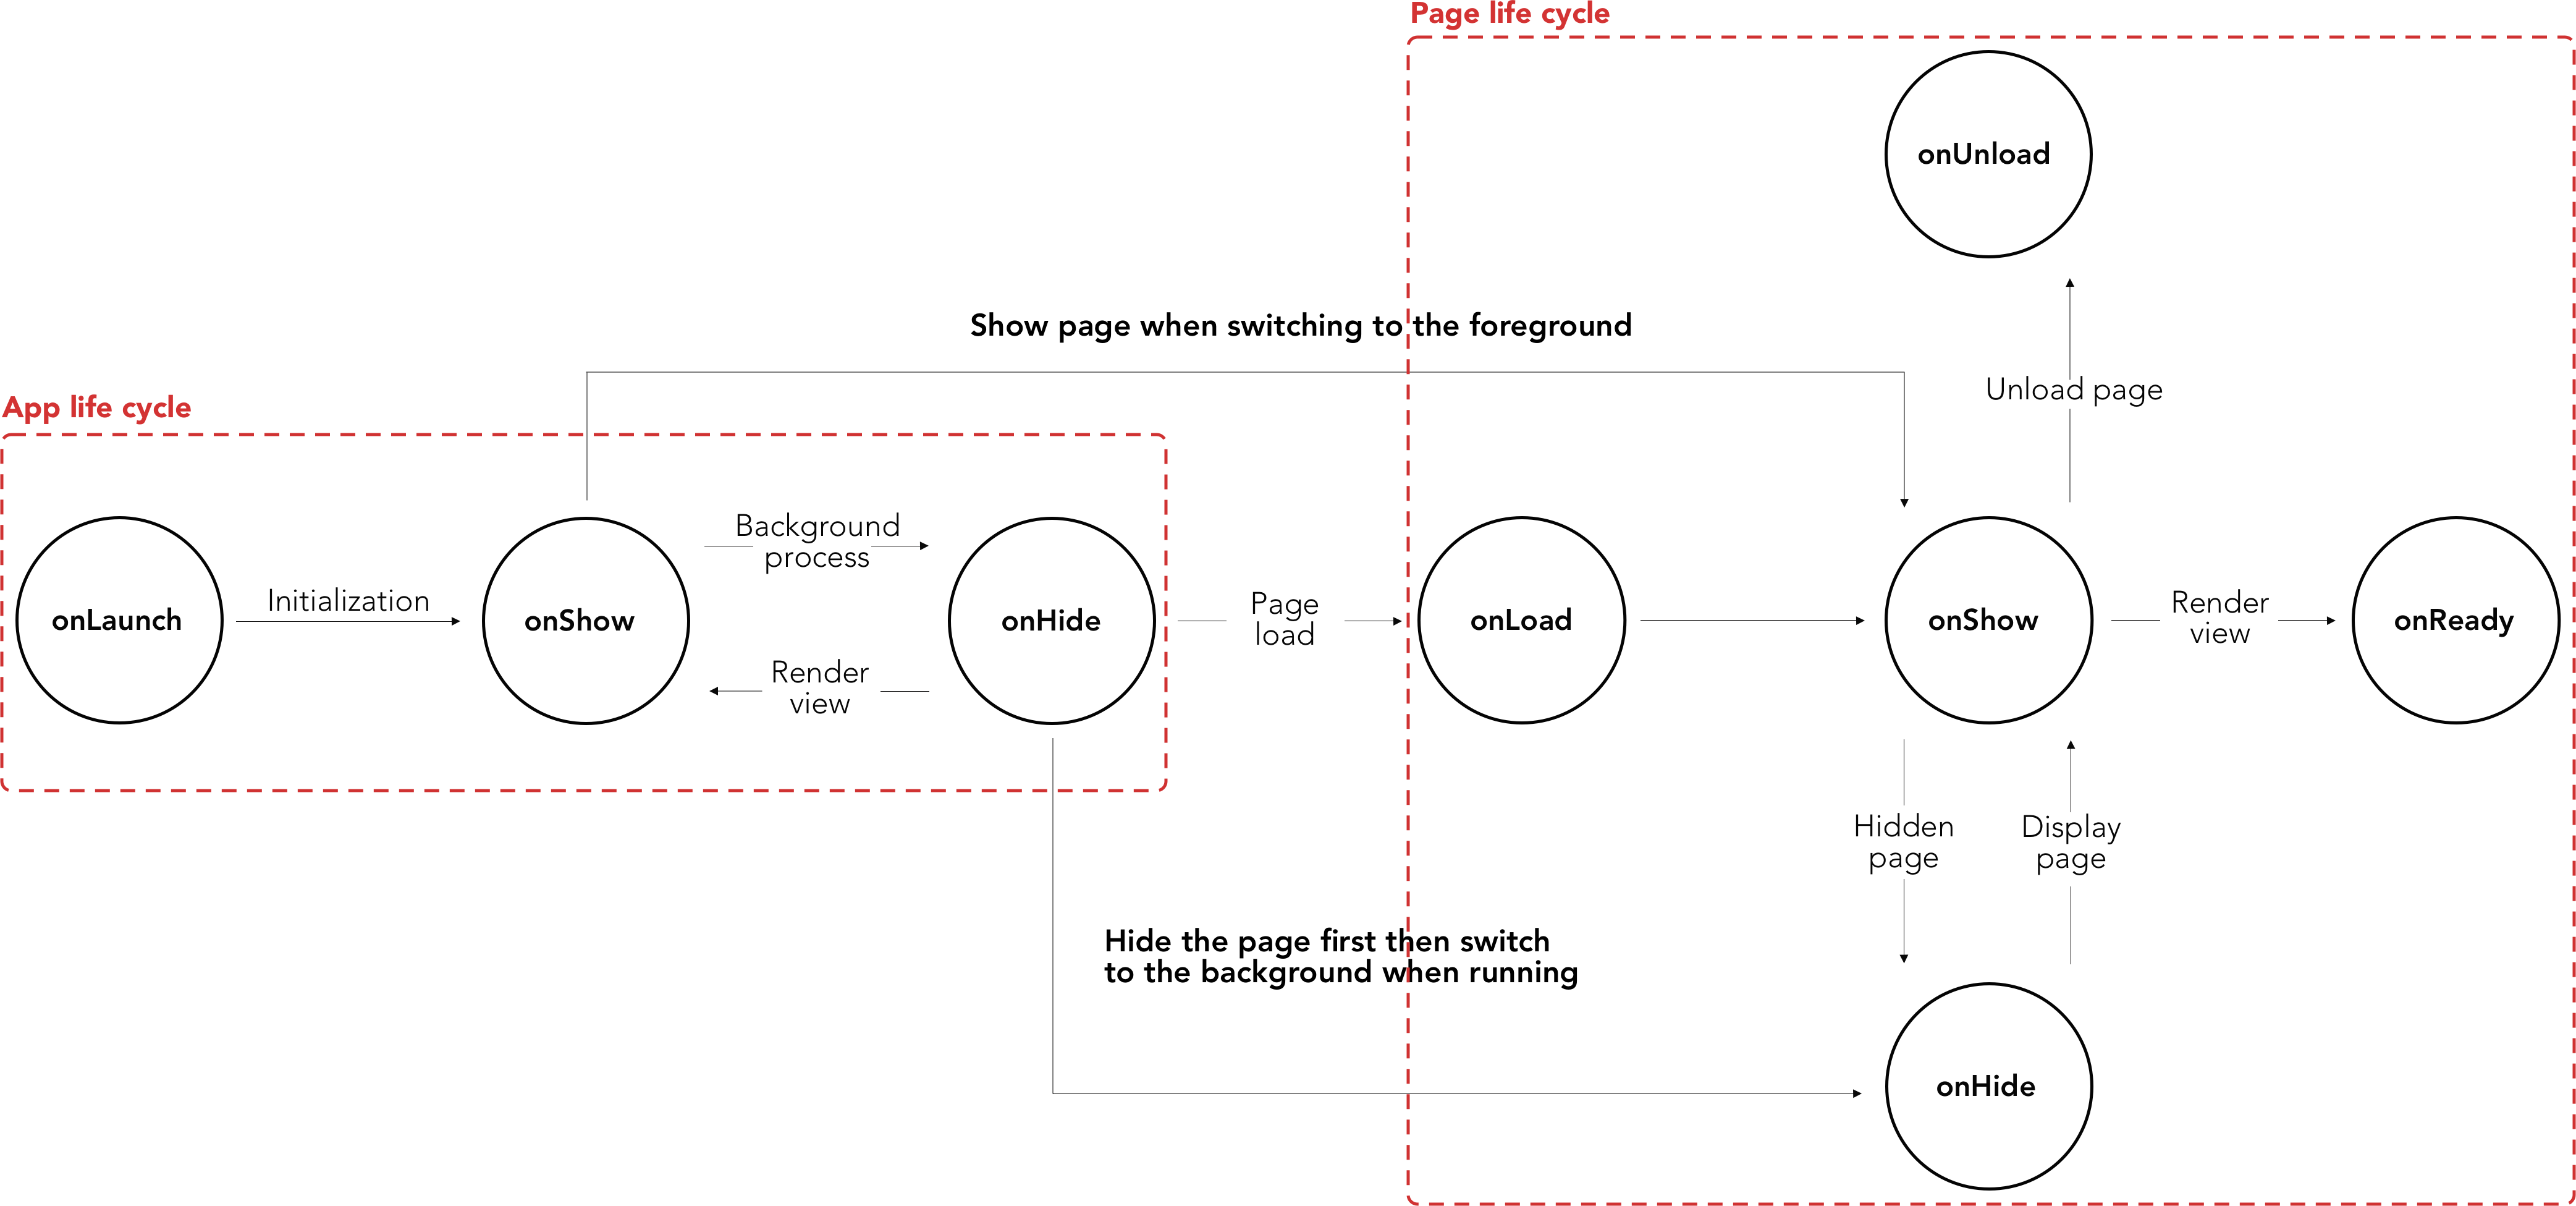 Page life cycle
onUnload
Show page when switching to the foreground
Unload page
App life cycle
onLaunch
Initialization
onShow
Background
process
Render
view
onHide
Page
load
onLoad
onShow
Render
view
onReady
Hidden
page
Display
page
Hide the page first then switch
to the background when running
onHide